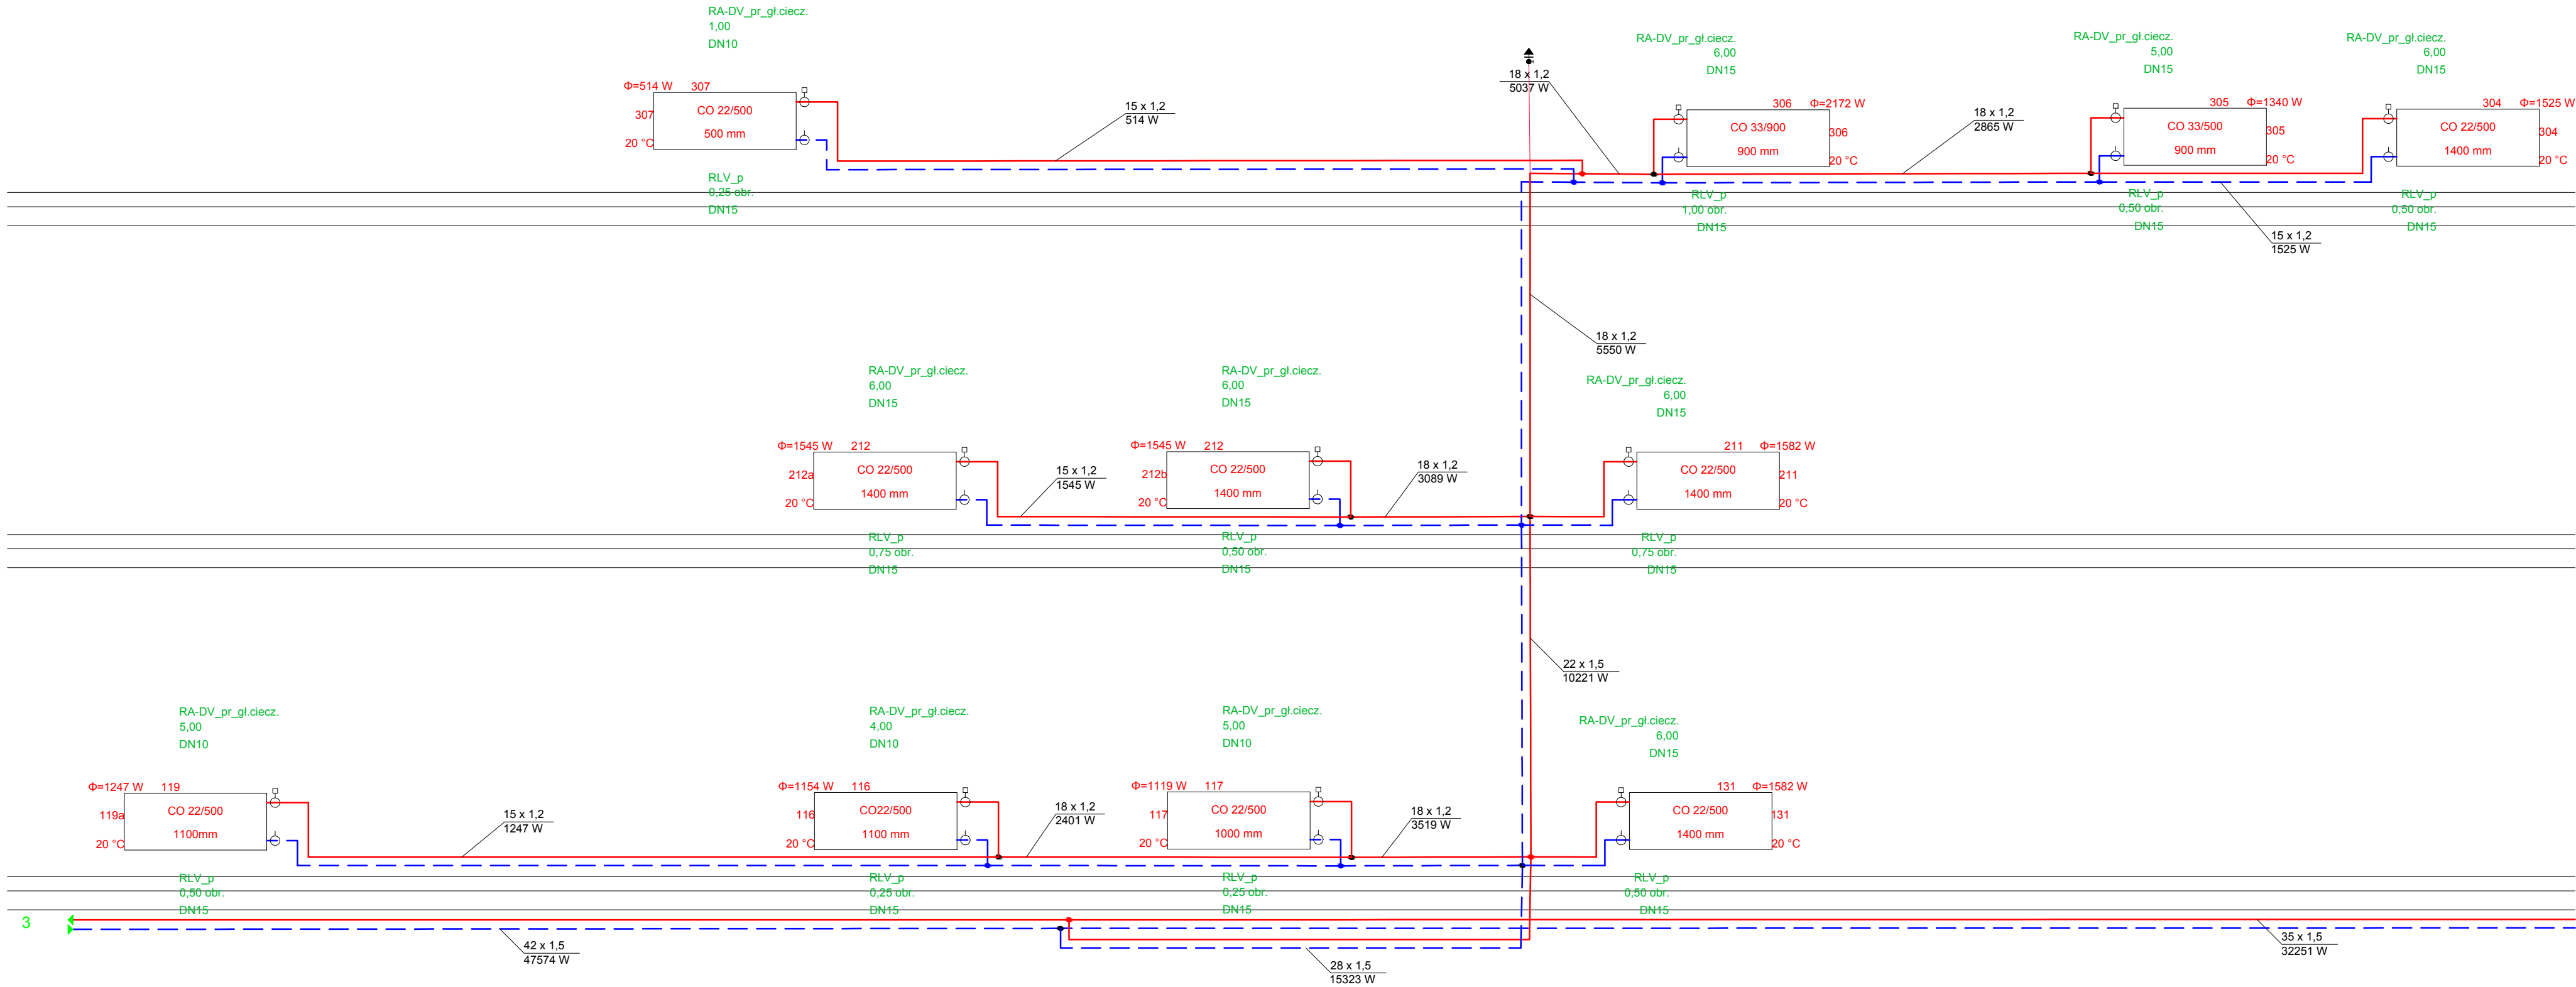 RA-DV_pr_gł.ciecz.
1,00
DN10
Φ=514 W 307
CO 22/500
500 mm
307
20 °C
RLV_p
0,25 obr.
DN15
15 x 1,2
514 W
18 x 1,2
5037 W
RA-DV_pr_gł.ciecz.
6,00
DN15
306 Φ=2172 W
CO 33/900
900 mm
306
20 °C
RLV_p
1,00 obr.
DN15
18 x 1,2
2865 W
RA-DV_pr_gł.ciecz.
5,00
DN15
305 Φ=1340 W
CO 33/500
900 mm
305
20 °C
RLV_p
0,50 obr.
DN15
RA-DV_pr_gł.ciecz.
6,00
DN15
304 Φ=1525 W
CO 22/500
1400 mm
304
20 °C
RLV_p
0,50 obr.
DN15
15 x 1,2
1525 W
18 x 1,2
5550 W
RA-DV_pr_gł.ciecz.
6,00
DN15
Φ=1545 W 212
CO 22/500
1400 mm
212a
20 °C
RLV_p
0,75 obr.
DN15
15 x 1,2
1545 W
RA-DV_pr_gł.ciecz.
6,00
DN15
Φ=1545 W 212
CO 22/500
1400 mm
212b
20 °C
RLV_p
0,50 obr.
DN15
18 x 1,2
3089 W
RA-DV_pr_gł.ciecz.
6,00
DN15
211 Φ=1582 W
CO 22/500
1400 mm
211
20 °C
RLV_p
0,75 obr.
DN15
22 x 1,5
10221 W
RA-DV_pr_gł.ciecz.
5,00
DN10
Φ=1247 W 119
CO 22/500
1100mm
119a
20 °C
RLV_p
0,50 obr.
DN15
15 x 1,2
1247 W
RA-DV_pr_gł.ciecz.
4,00
DN10
Φ=1154 W 116
CO22/500
1100 mm
116
20 °C
RLV_p
0,25 obr.
DN15
18 x 1,2
2401 W
RA-DV_pr_gł.ciecz.
5,00
DN10
Φ=1119 W 117
CO 22/500
1000 mm
117
20 °C
RLV_p
0,25 obr.
DN15
18 x 1,2
3519 W
RA-DV_pr_gł.ciecz.
6,00
DN15
131 Φ=1582 W
CO 22/500
1400 mm
131
20 °C
RLV_p
0,50 obr.
DN15
3
42 x 1,5
47574 W
28 x 1,5
15323 W
35 x 1,5
32251 W